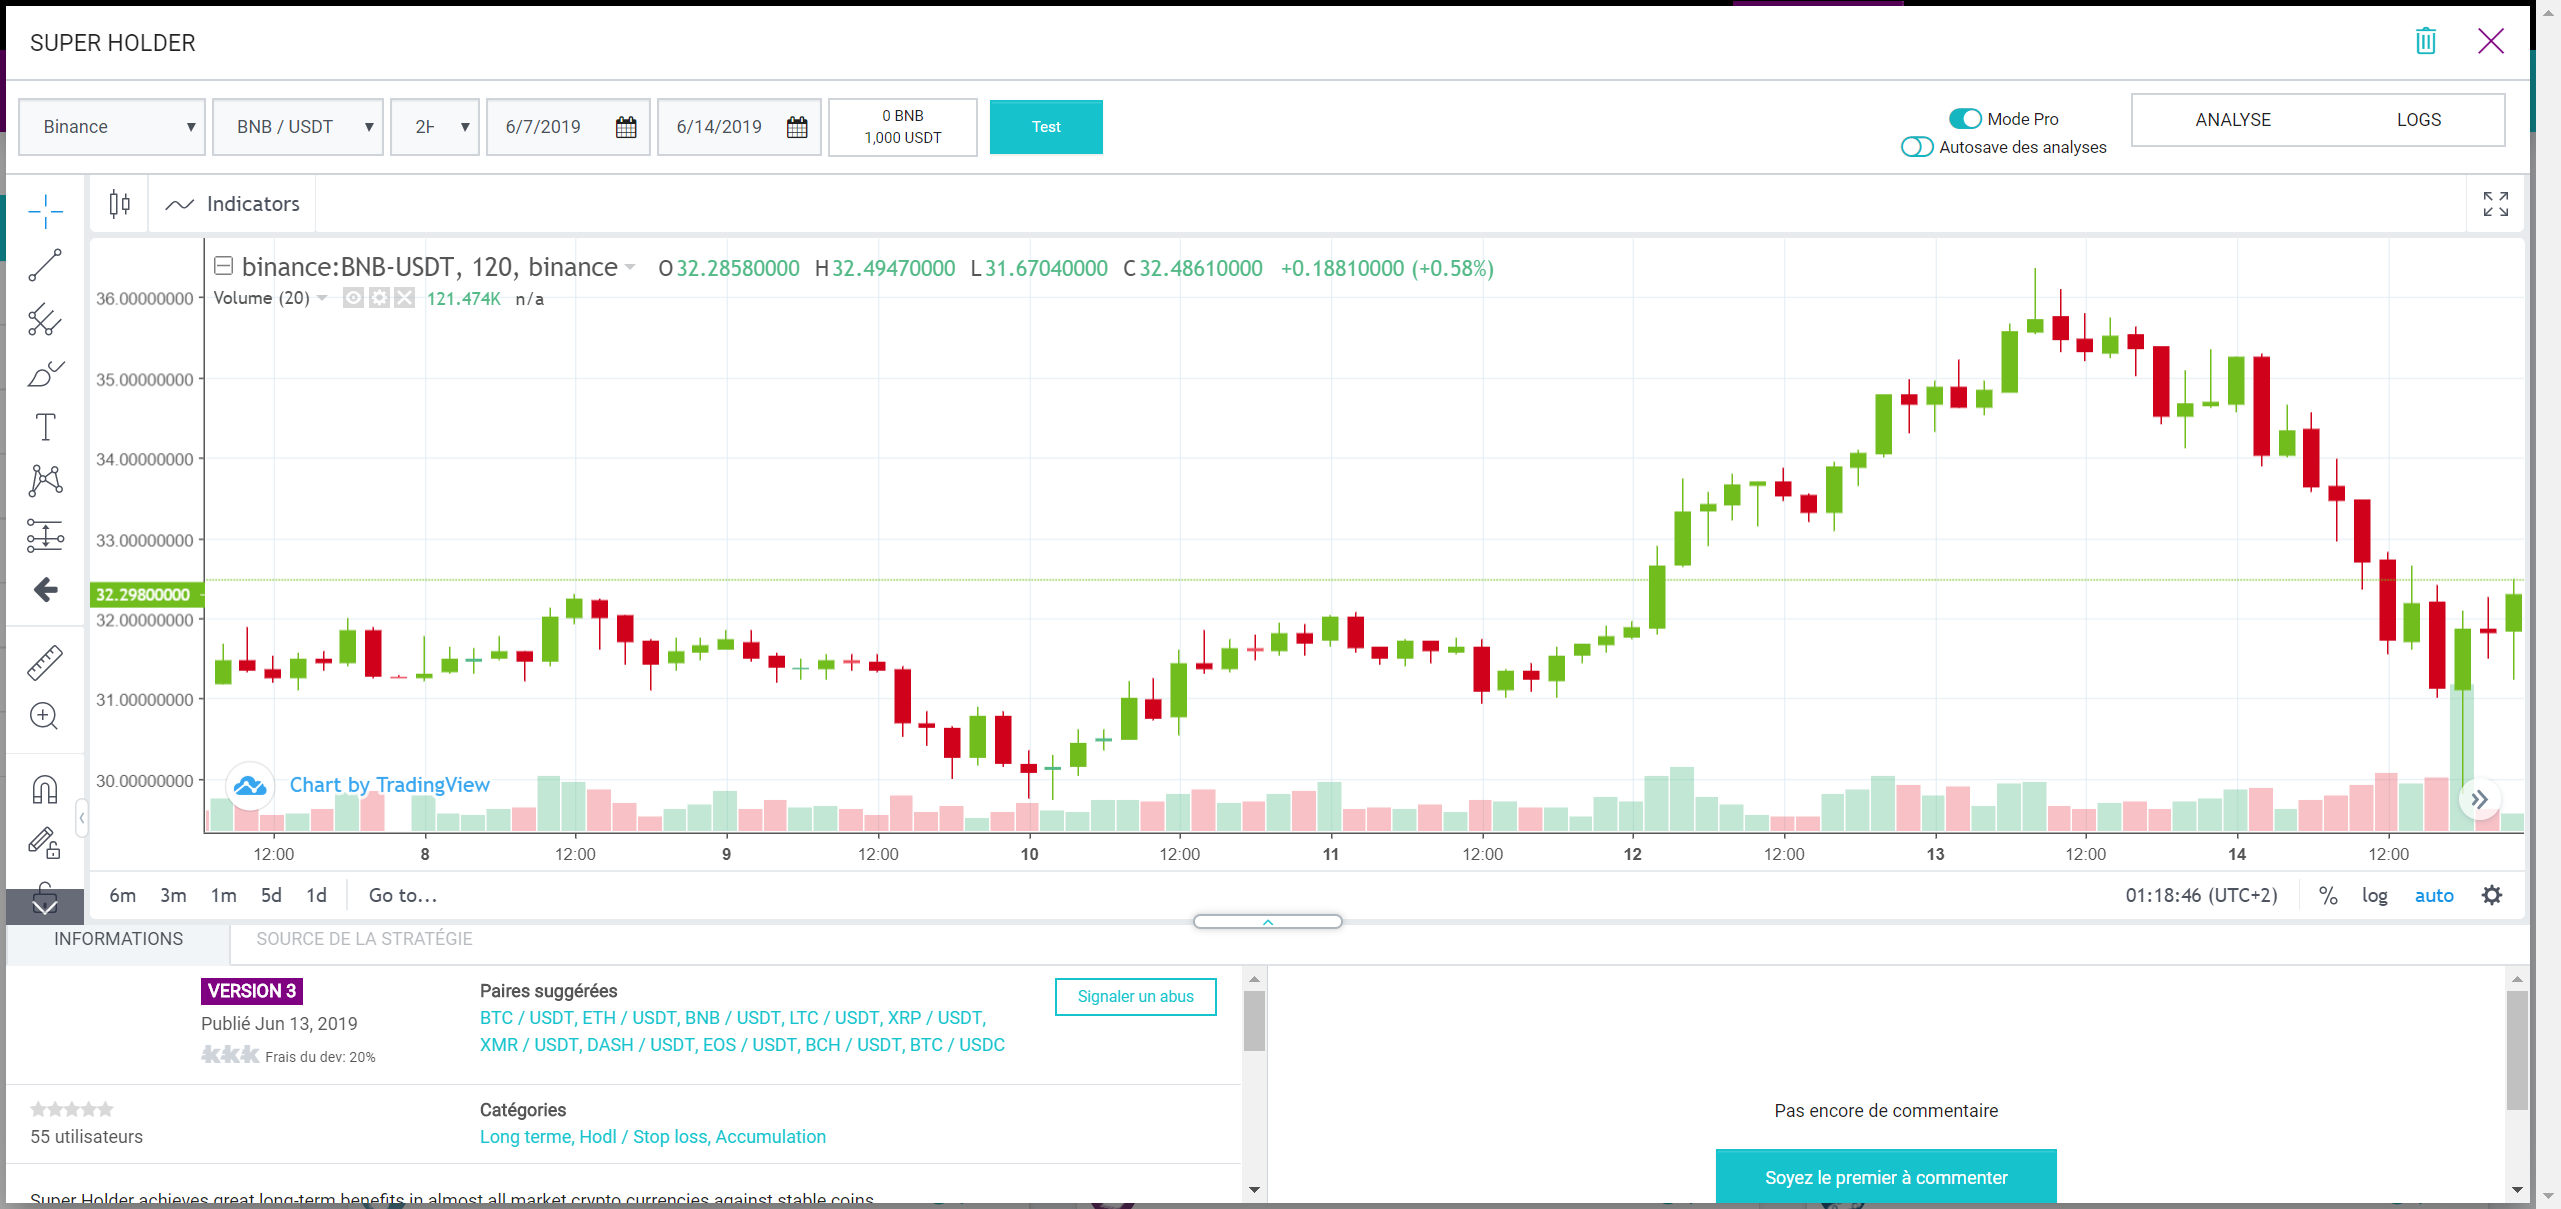 SUPER HOLDER
Binance BNB / USDT 2H 6/7/2019 6/14/2019 0 BNB 1,000 USDT Test
Mode Pro
Autosave des analyses
ANALYSE LOGS
Indicators
binance:BNB-USDT, 120, binance O32.28580000 H32.49470000 L31.67040000 C32.48610000 +0.18810000 (+0.58%)
Volume (20) 121.474K n/a
36.00000000
35.00000000
34.00000000
33.00000000
32.29800000
32.00000000
31.00000000
30.00000000
Chart by TradingView
12:00 8 12:00 9 12:00 10 12:00 11 12:00 12 12:00 13 12:00 14 12:00
6m 3m 1m 5d 1d Go to... 01:18:46 (UTC+2) % log auto
INFORMATIONS SOURCE DE LA STRATÉGIE
VERSION 3
Publié Jun 13, 2019
Frais du dev: 20%
Paires suggérées
BTC / USDT, ETH / USDT, BNB / USDT, LTC / USDT, XRP / USDT,
XMR / USDT, DASH / USDT, EOS / USDT, BCH / USDT, BTC / USDC
Signaler un abus
55 utilisateurs
Catégories
Long terme, Hodl / Stop loss, Accumulation
Super Holder achieves great long-term benefits in almost all market crypto currencies against stable coins
Pas encore de commentaire
Soyez le premier à commenter